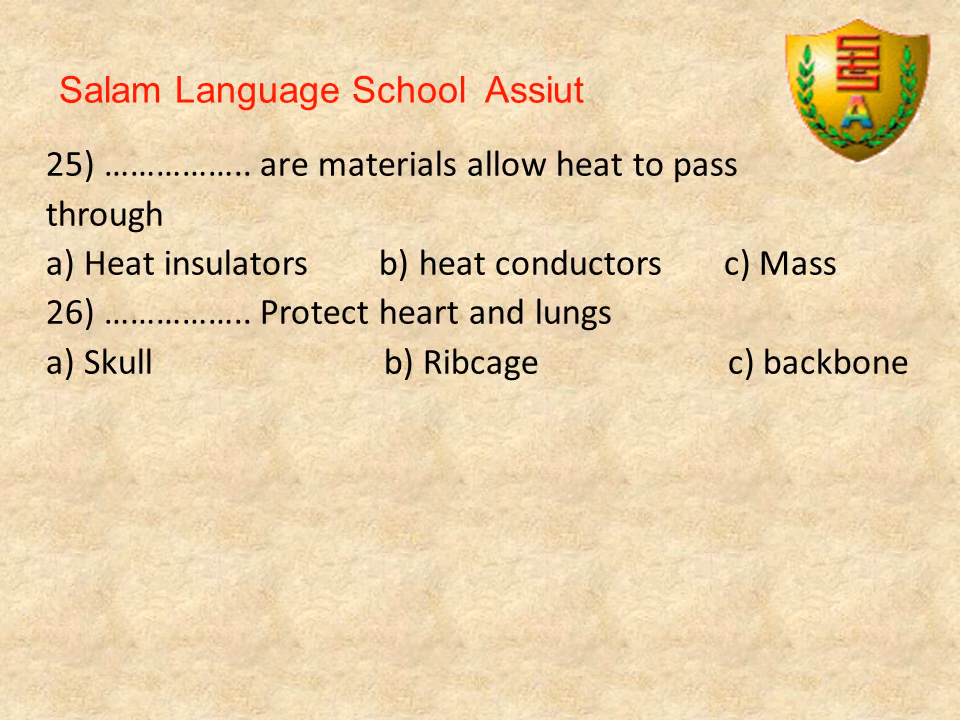 Salam Language School Assiut
25) …………….. are materials allow heat to pass
through
a) Heat insulators b) heat conductors c) Mass
26) …………….. Protect heart and lungs
a) Skull b) Ribcage c) backbone